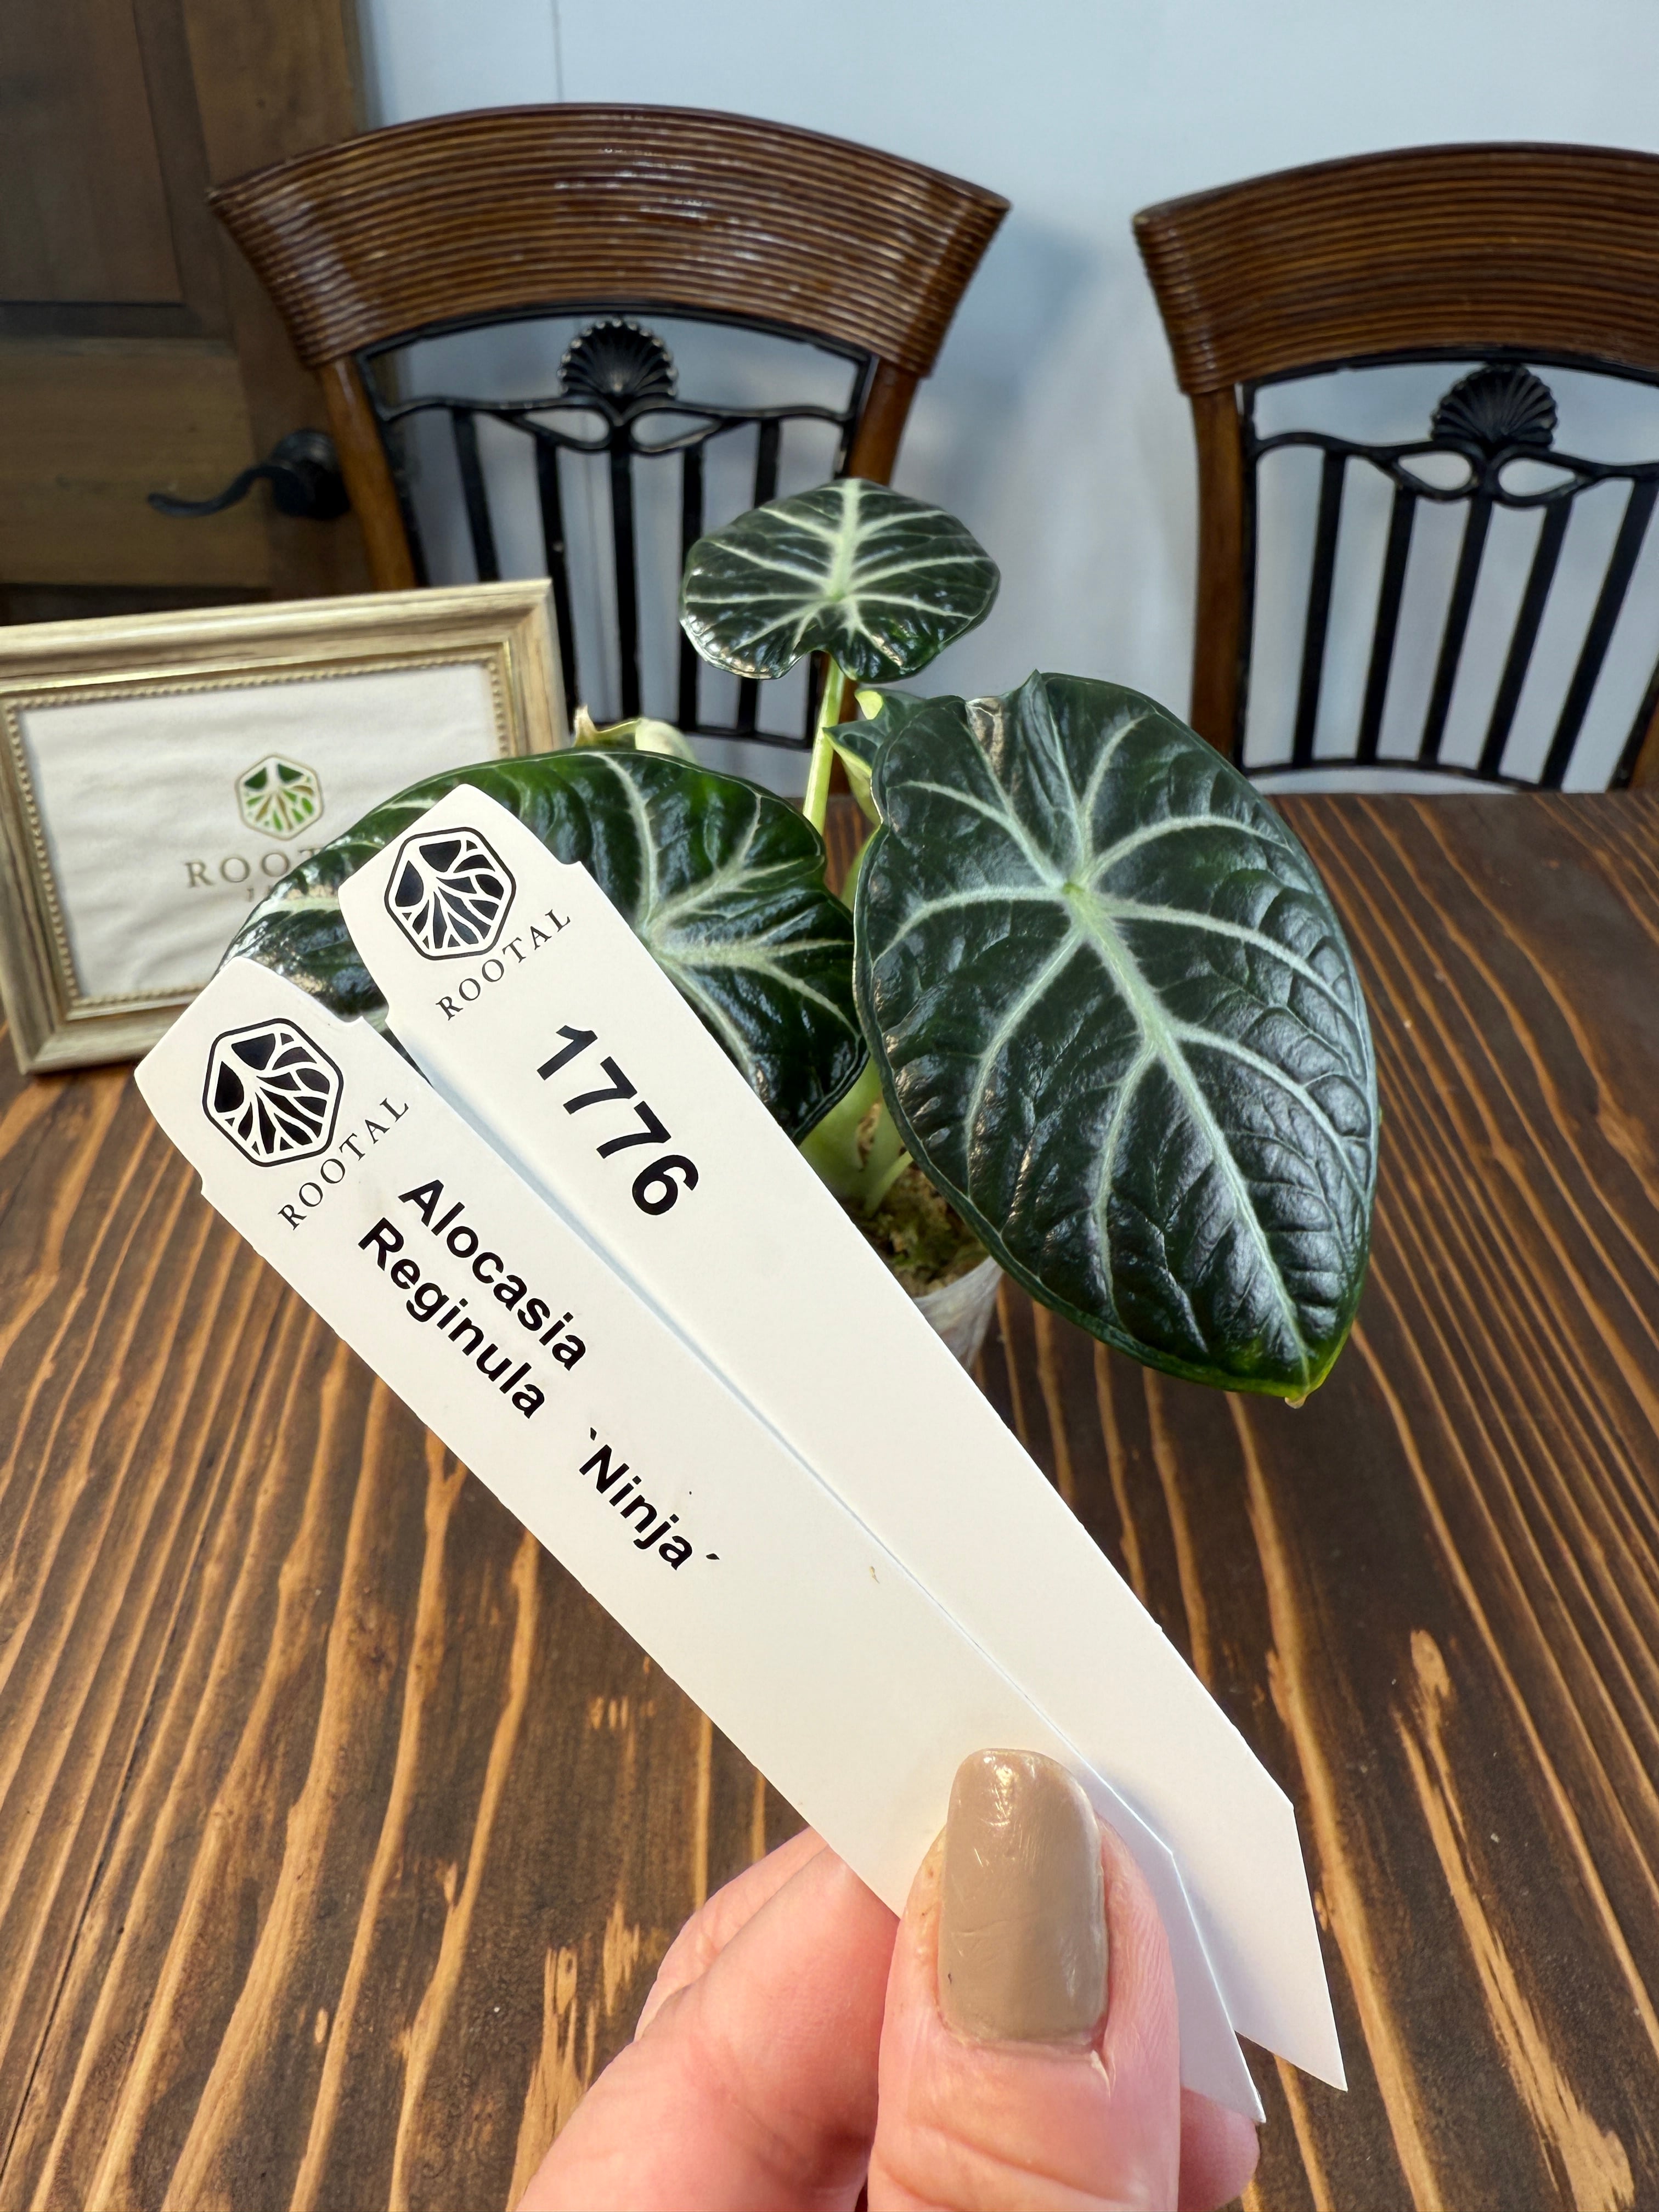 ROOTAL
1776
ROOTAL
Alocasia
Reginula `Ninja´
ROOT